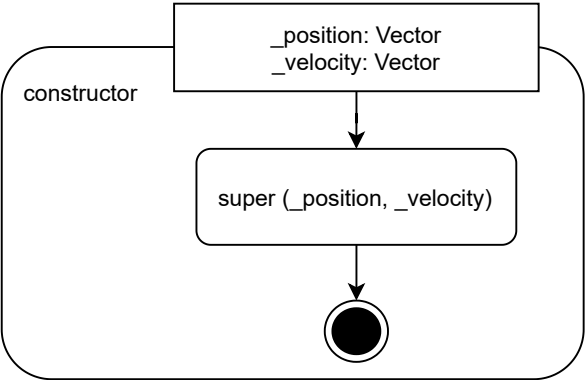 _position: Vector
_velocity: Vector
constructor
super (_position, _velocity)